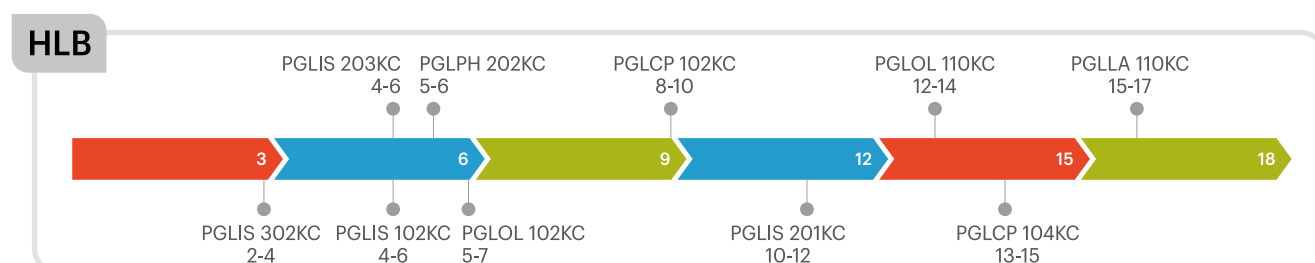 HLB
PGLIS 203KC
4-6
PGLPH 202KC
5-6
PGLCP 102KC
8-10
PGLOL 110KC
12-14
PGLLA 110KC
15-17
3
6
9
12
15
18
PGLIS 302KC
2-4
PGLIS 102KC
4-6
PGLOL 102KC
5-7
PGLIS 201KC
10-12
PGLCP 104KC
13-15